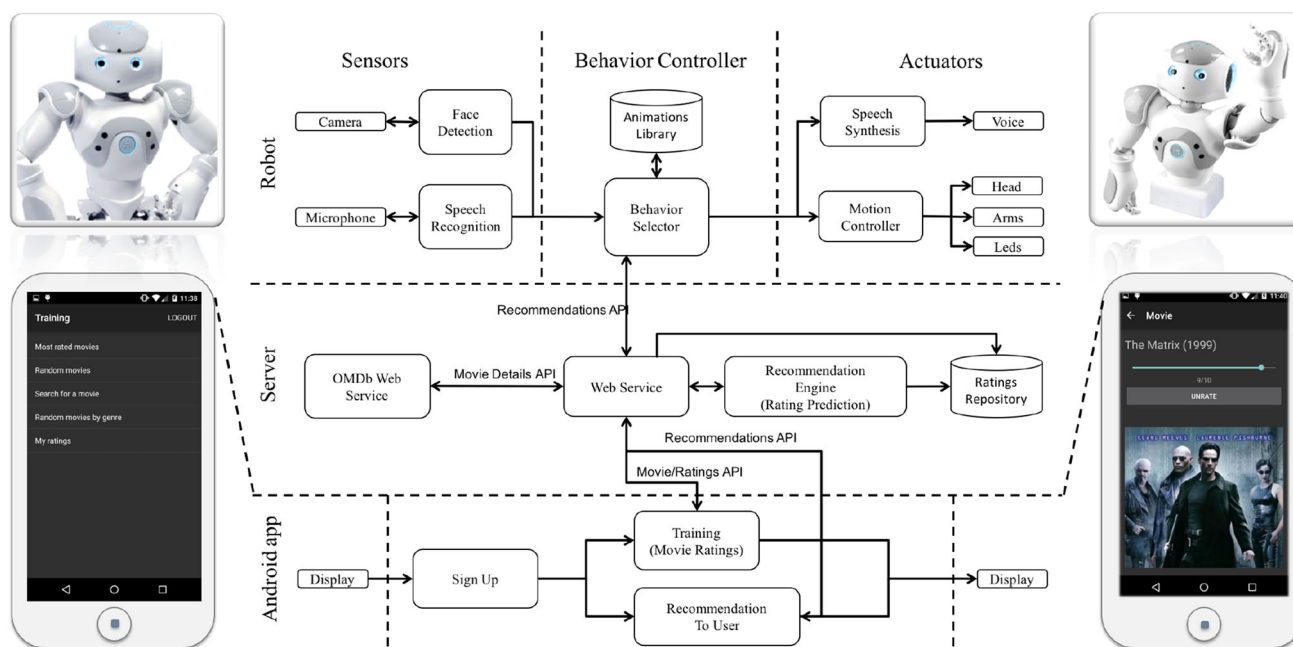 Sensors
Behavior Controller
Actuators
Robot
Camera
Face
Detection
Animations
Library
Speech
Synthesis
Voice
Microphone
Speech
Recognition
Behavior
Selector
Motion
Controller
Head
Arms
Leds
Recommendations API
Server
OMDb Web
Service
Movie Details API
Web Service
Recommendation
Engine
(Rating Prediction)
Ratings
Repository
Recommendations API
Movie/Ratings API
Android app
Display
Sign Up
Training
(Movie Ratings)
Recommendation
To User
Display
11:38
Training
LOGOUT
Most rated movies
Random movies
Search for a movie
Random movies by genre
My ratings
11:40
Movie
The Matrix (1999)
9/10
UNRATE
KEANU REEVES LAURENCE FISHBURNE